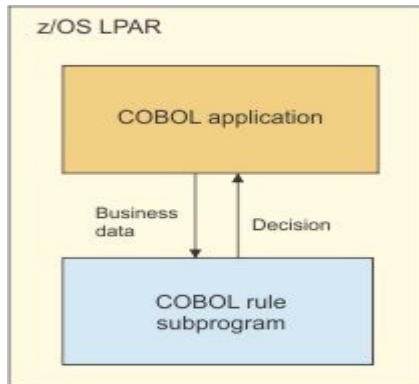 z/OS LPAR
COBOL application
Business
data
Decision
COBOL rule
subprogram